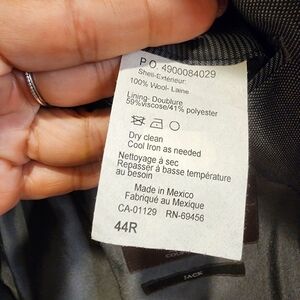 P.O. 4900084029
Shell-Extérieur:
100% Wool- Laine
Lining- Doublure
59%viscose/41% polyester
Dry clean
Cool Iron as needed
Nettoyage à sec
Repasser à basse température
au besoin
Made in Mexico
Fabriqué au Mexique
CA-01129 RN-69456
44R
JACK